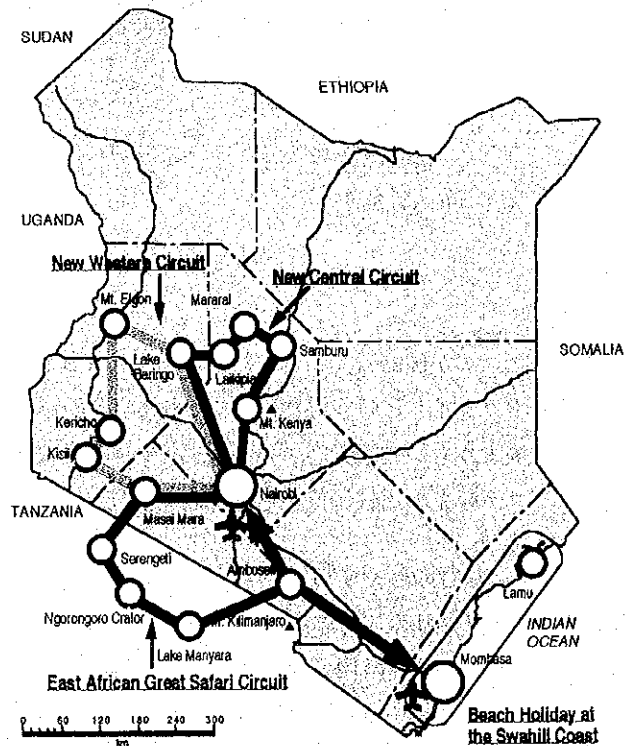 SUDAN
ETHIOPIA
UGANDA
New Western Circuit
New Central Circuit
Mt. Elgon
Mararal
Lake
Baringo
Laikipia
Samburu
SOMALIA
Mt. Kenya
Kericho
Kisii
Nairobi
TANZANIA
Masai Mara
Serengeti
Amboseli
Lamu
Ngorongoro Crator
Mt. Kilimanjaro
INDIAN
OCEAN
Lake Manyara
Mombasa
East African Great Safari Circuit
Beach Holiday at
the Swahili Coast
0 60 120 180 240 300
km